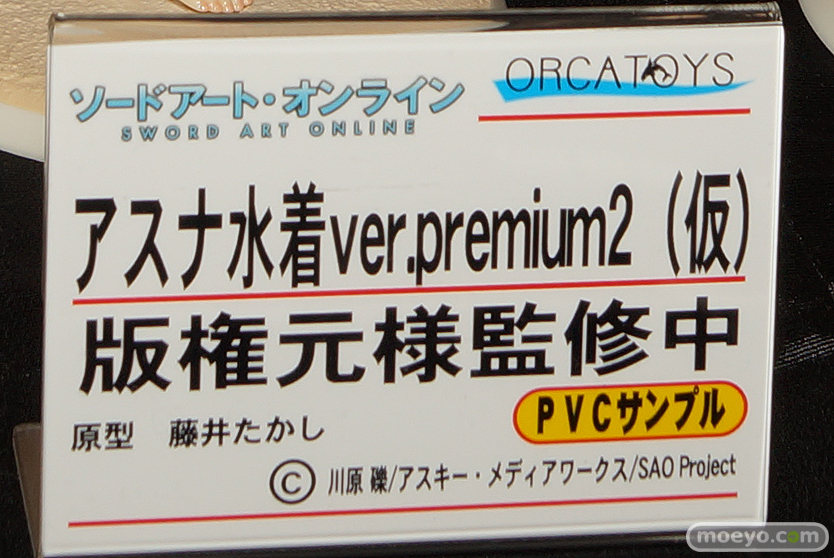 ソードアート・オンライン
SWORD ART ONLINE
ORCATOYS
アスナ水着ver.premium2（仮）
版権元様監修中
PVCサンプル
原型　藤井たかし
©川原 礫/アスキー・メディアワークス/SAO Project
moeyo.com